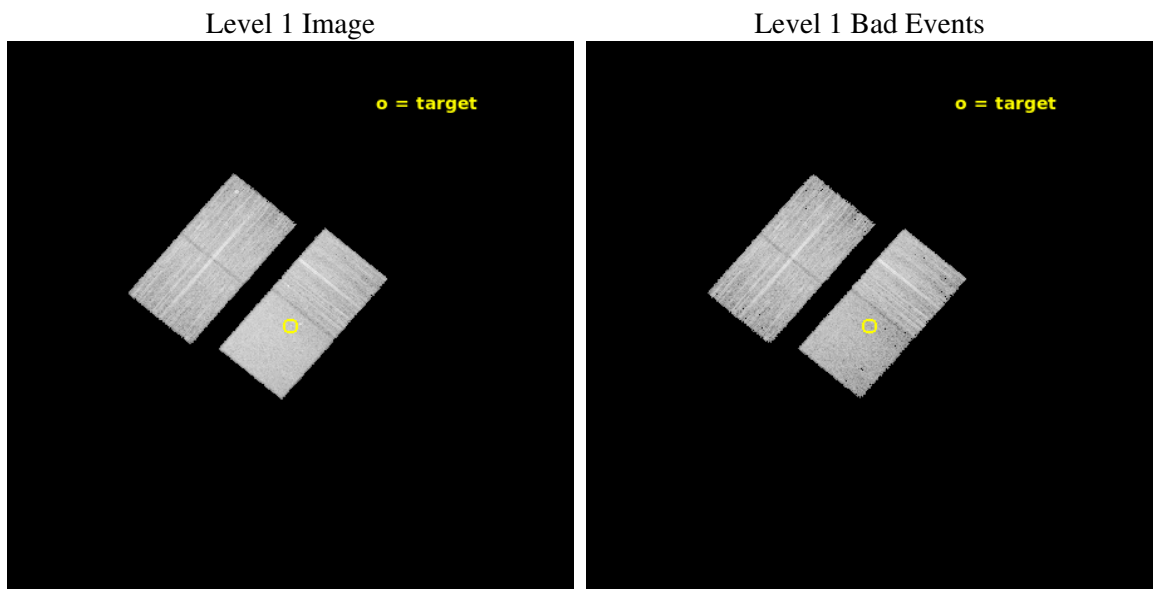 Level 1 Image
Level 1 Bad Events
o = target
o = target